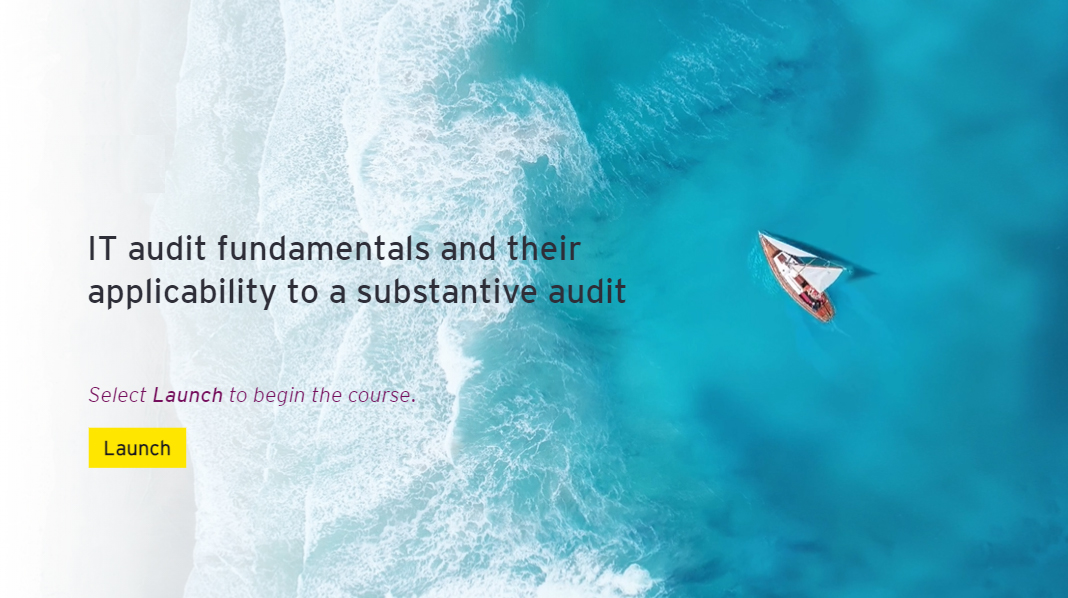 IT audit fundamentals and their
applicability to a substantive audit
Select Launch to begin the course.
Launch